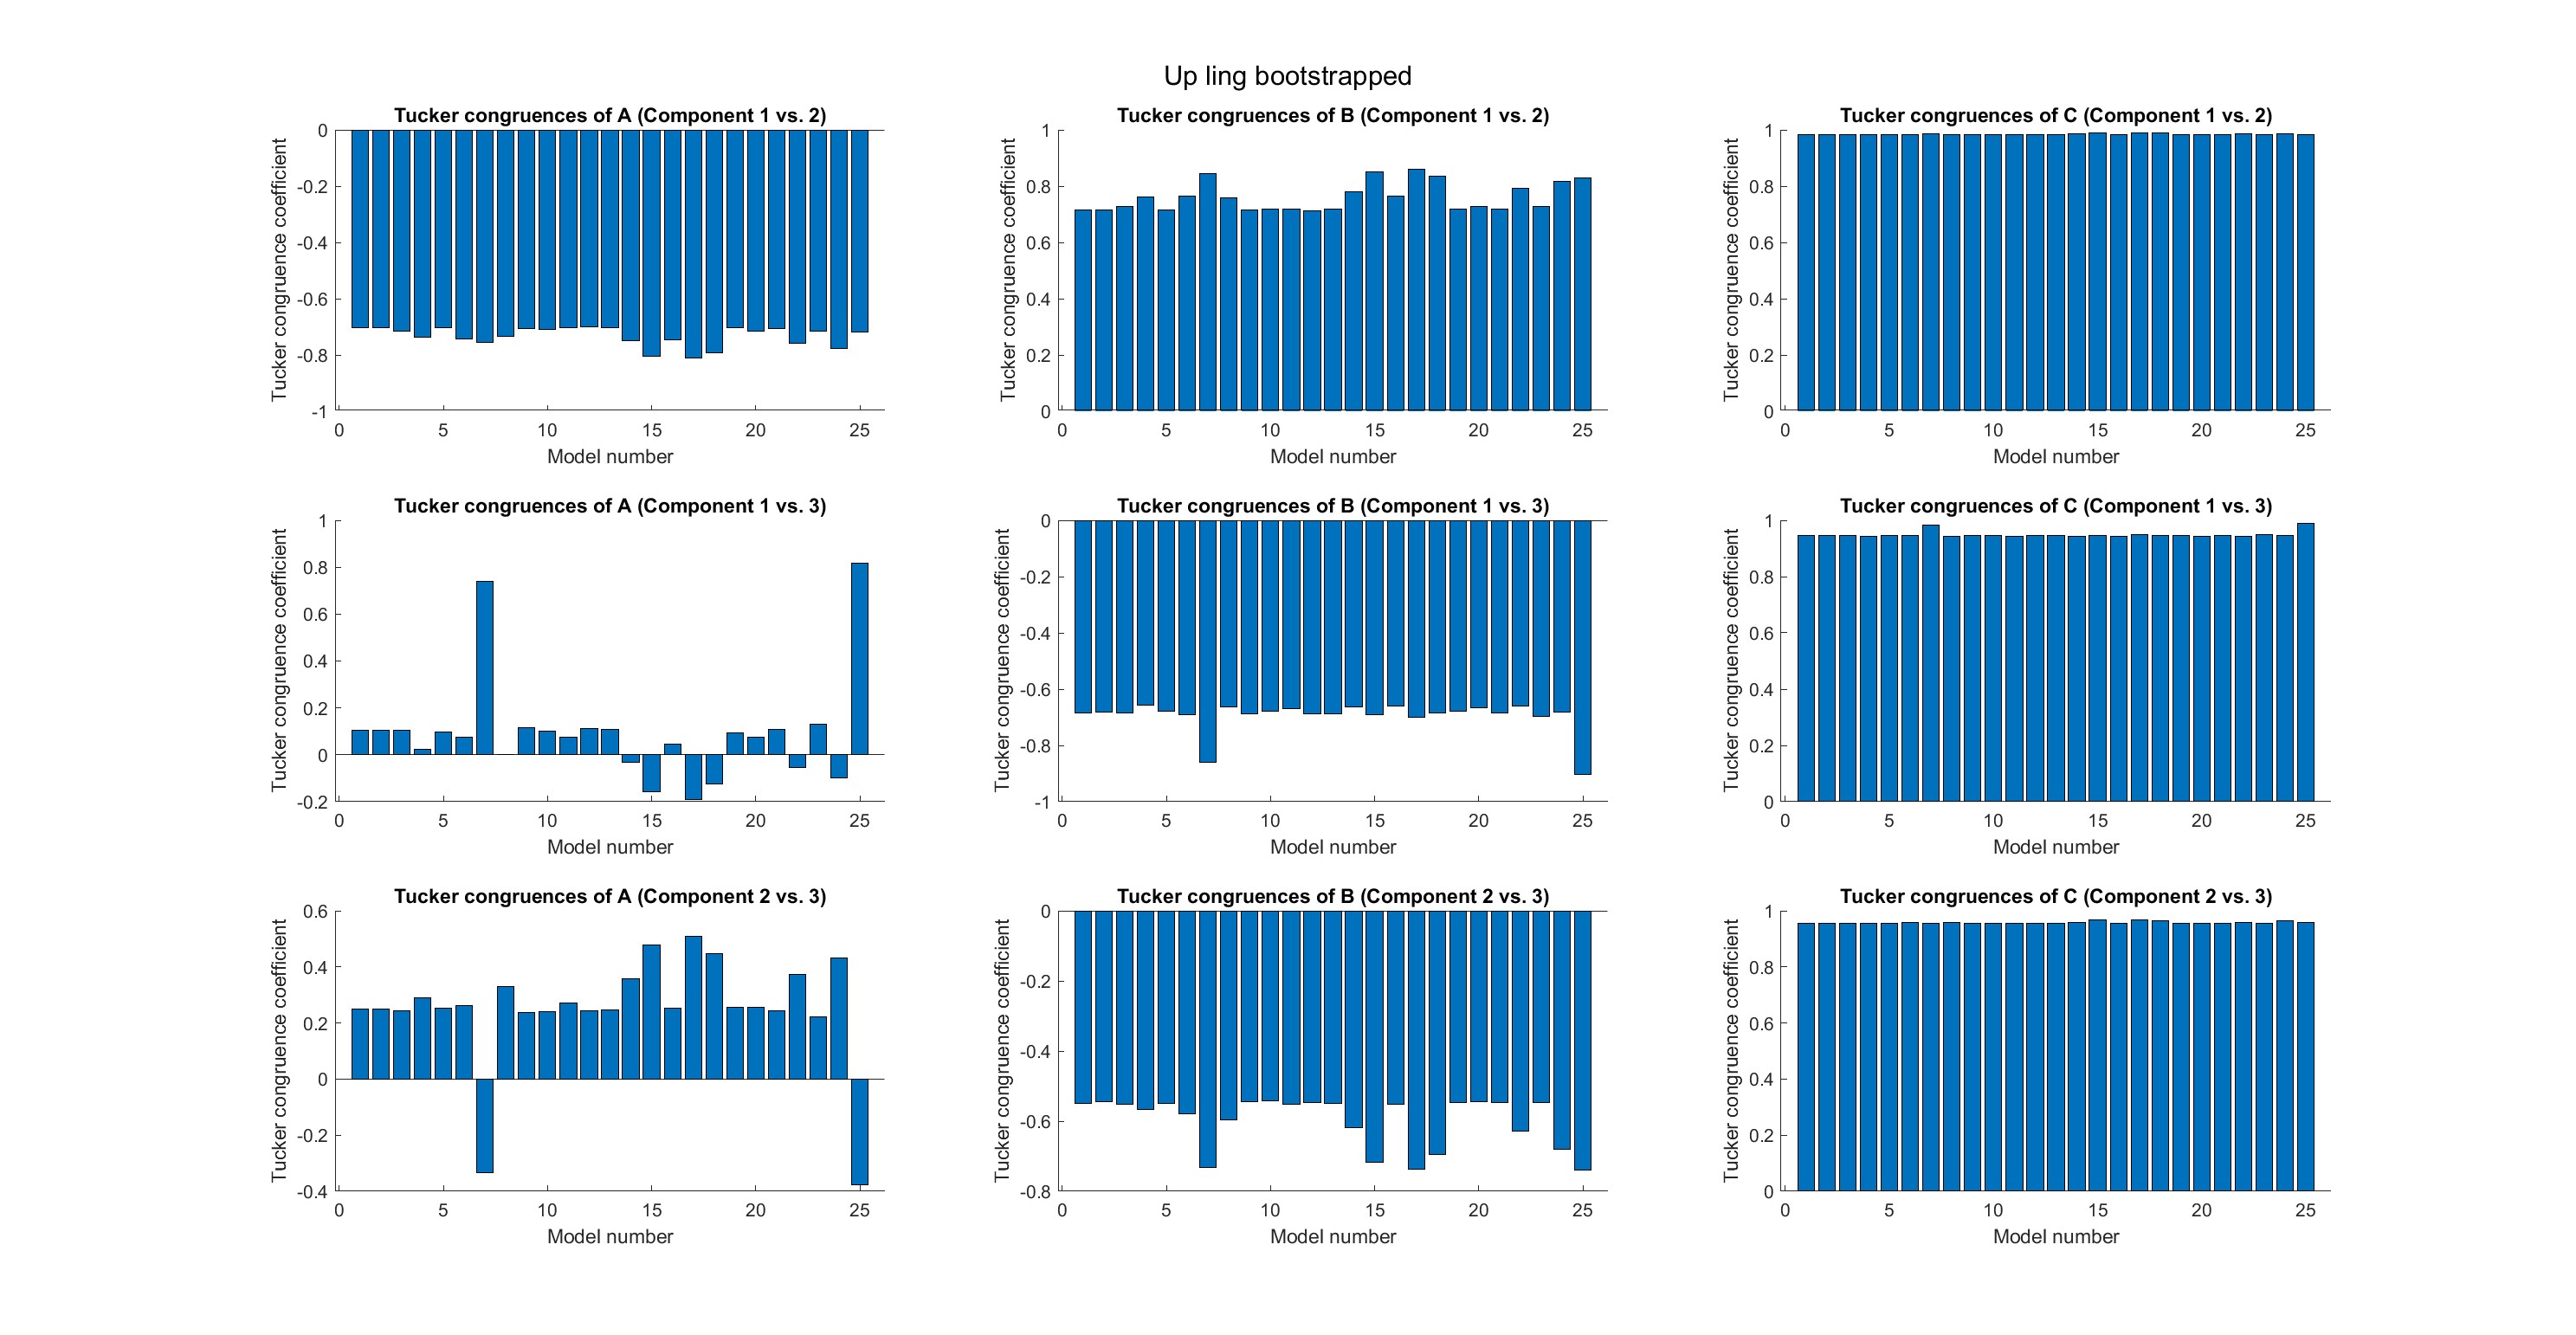 Up ling bootstrapped
Tucker congruences of A (Component 1 vs. 2)
Tucker congruence coefficient
0
-0.2
-0.4
-0.6
-0.8
-1
0 5 10 15 20 25
Model number
Tucker congruences of B (Component 1 vs. 2)
Tucker congruence coefficient
1
0.8
0.6
0.4
0.2
0
0 5 10 15 20 25
Model number
Tucker congruences of C (Component 1 vs. 2)
Tucker congruence coefficient
1
0.8
0.6
0.4
0.2
0
0 5 10 15 20 25
Model number
Tucker congruences of A (Component 1 vs. 3)
Tucker congruence coefficient
1
0.8
0.6
0.4
0.2
0
-0.2
0 5 10 15 20 25
Model number
Tucker congruences of B (Component 1 vs. 3)
Tucker congruence coefficient
0
-0.2
-0.4
-0.6
-0.8
-1
0 5 10 15 20 25
Model number
Tucker congruences of C (Component 1 vs. 3)
Tucker congruence coefficient
1
0.8
0.6
0.4
0.2
0
0 5 10 15 20 25
Model number
Tucker congruences of A (Component 2 vs. 3)
Tucker congruence coefficient
0.6
0.4
0.2
0
-0.2
-0.4
0 5 10 15 20 25
Model number
Tucker congruences of B (Component 2 vs. 3)
Tucker congruence coefficient
0
-0.2
-0.4
-0.6
-0.8
0 5 10 15 20 25
Model number
Tucker congruences of C (Component 2 vs. 3)
Tucker congruence coefficient
1
0.8
0.6
0.4
0.2
0
0 5 10 15 20 25
Model number